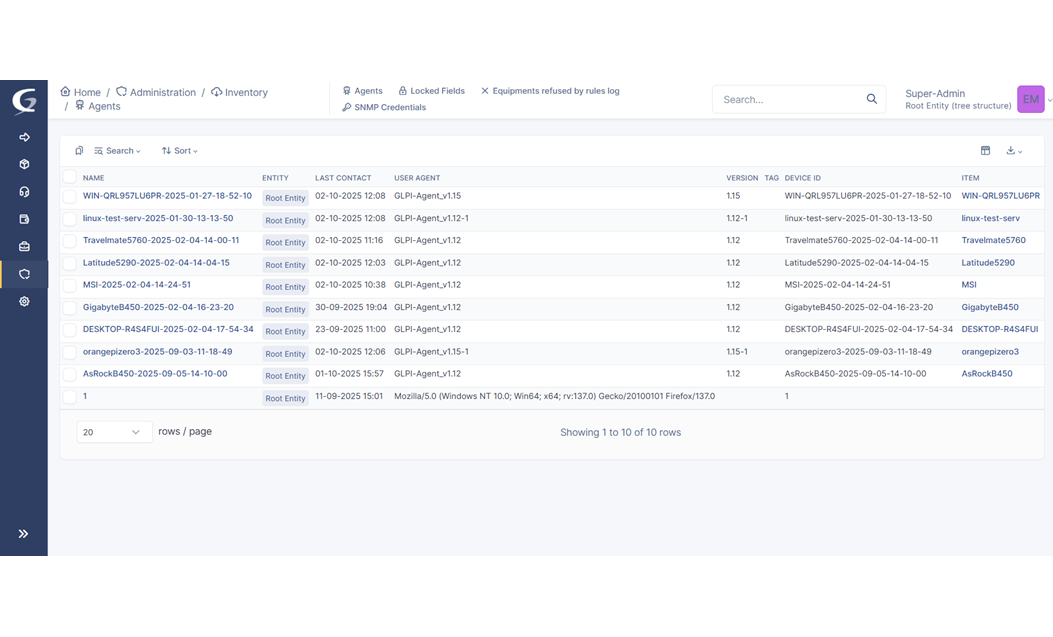 Home / Administration / Inventory
/ Agents
Agents Locked Fields Equipments refused by rules log
SNMP Credentials
Search...
Super-Admin
Root Entity (tree structure)
EM
Search Sort
NAME ENTITY LAST CONTACT USER AGENT VERSION TAG DEVICE ID ITEM
WIN-QRL957LU6PR-2025-01-27-18-52-10 Root Entity 02-10-2025 12:08 GLPI-Agent_v1.15 1.15 WIN-QRL957LU6PR-2025-01-27-18-52-10 WIN-QRL957LU6PR
linux-test-serv-2025-01-30-13-13-50 Root Entity 02-10-2025 12:08 GLPI-Agent_v1.12-1 1.12-1 linux-test-serv-2025-01-30-13-13-50 linux-test-serv
Travelmate5760-2025-02-04-14-00-11 Root Entity 02-10-2025 11:16 GLPI-Agent_v1.12 1.12 Travelmate5760-2025-02-04-14-00-11 Travelmate5760
Latitude5290-2025-02-04-14-04-15 Root Entity 02-10-2025 12:03 GLPI-Agent_v1.12 1.12 Latitude5290-2025-02-04-14-04-15 Latitude5290
MSI-2025-02-04-14-24-51 Root Entity 02-10-2025 10:38 GLPI-Agent_v1.12 1.12 MSI-2025-02-04-14-24-51 MSI
GigabyteB450-2025-02-04-16-23-20 Root Entity 30-09-2025 19:04 GLPI-Agent_v1.12 1.12 GigabyteB450-2025-02-04-16-23-20 GigabyteB450
DESKTOP-R4S4FUI-2025-02-04-17-54-34 Root Entity 23-09-2025 11:00 GLPI-Agent_v1.12 1.12 DESKTOP-R4S4FUI-2025-02-04-17-54-34 DESKTOP-R4S4FUI
orangepizero3-2025-09-03-11-18-49 Root Entity 02-10-2025 12:06 GLPI-Agent_v1.15-1 1.15-1 orangepizero3-2025-09-03-11-18-49 orangepizero3
AsRockB450-2025-09-05-14-10-00 Root Entity 01-10-2025 15:57 GLPI-Agent_v1.12 1.12 AsRockB450-2025-09-05-14-10-00 AsRockB450
1 Root Entity 11-09-2025 15:01 Mozilla/5.0 (Windows NT 10.0; Win64; x64; rv:137.0) Gecko/20100101 Firefox/137.0 1
20 rows / page Showing 1 to 10 of 10 rows